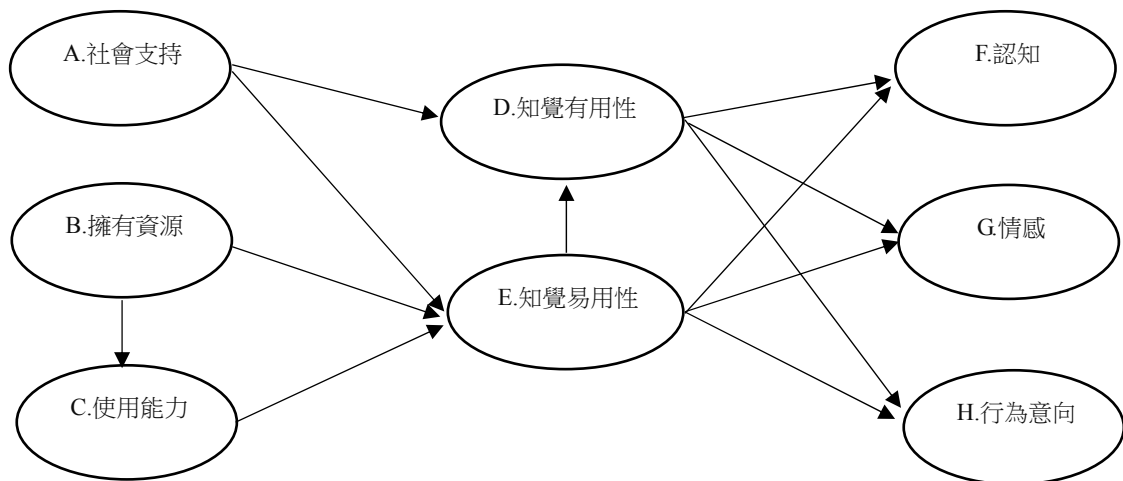 A.社會支持
B.擁有資源
C.使用能力
D.知覺有用性
E.知覺易用性
F.認知
G.情感
H.行為意向